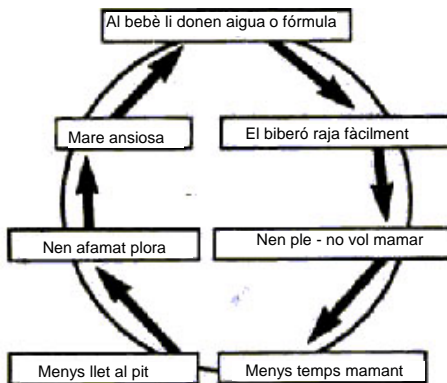 Al bebè li donen aigua o fórmula
Mare ansiosa
El biberó raja fàcilment
Nen afamat plora
Nen ple - no vol mamar
Menys llet al pit
Menys temps mamant